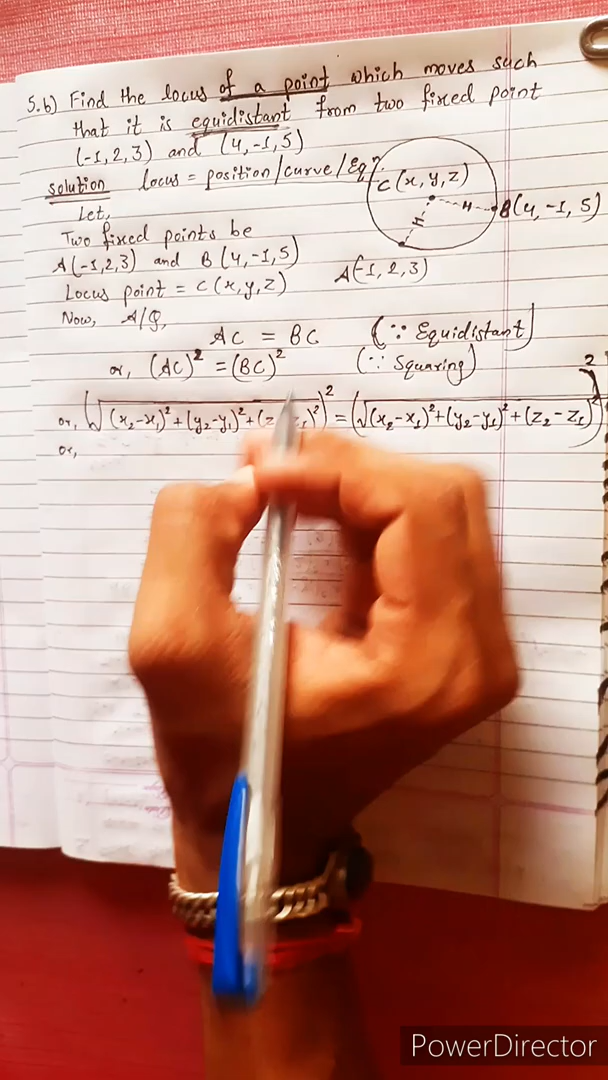 5.b) Find the locus of a point which moves such
that it is equidistant from two fixed point
(-1,2,3) and (4,-1,5)
solution locus = position/curve/Eqn.
Let,
Two fixed points be
A(-1,2,3) and B(4,-1,5)
Locus point = C(x,y,z)
Now, A/Q,
C(x,y,z)
B(4,-1,5)
A(-1,2,3)
AC = BC (∵ Equidistant)
or, (AC)² = (BC)² (∵ Squaring)
or, (√(x₂-x₁)²+(y₂-y₁)²+(z z₁)²)² = (√(x₂-x₁)²+(y₂-y₁)²+(z₂-z₁)²)²
or,
PowerDirector